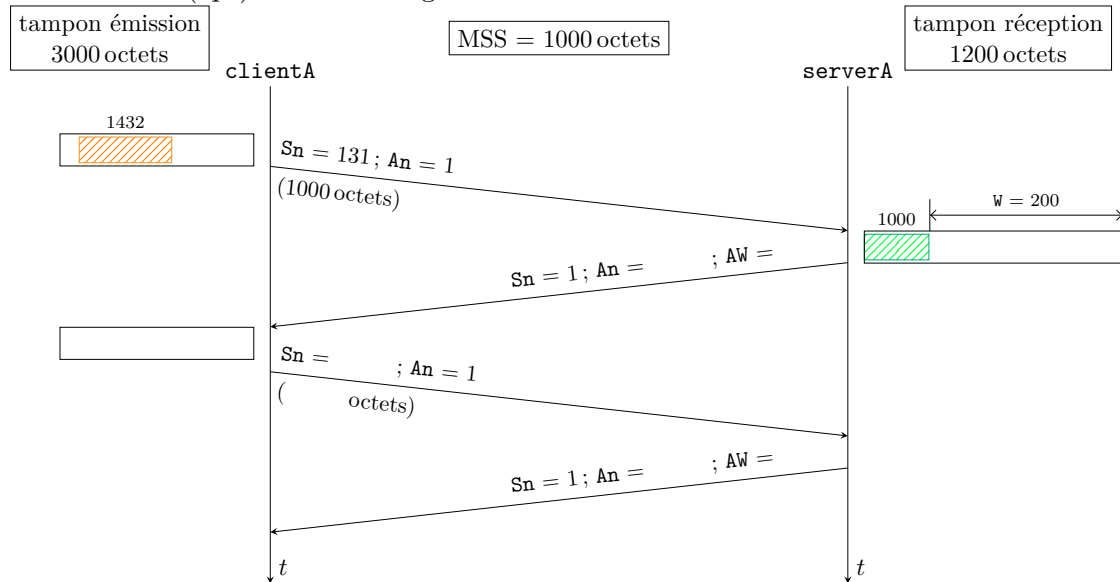 tampon émission
3000 octets
MSS = 1000 octets
tampon réception
1200 octets
clientA
serverA
1432
Sn = 131 ; An = 1
(1000 octets)
1000
W = 200
Sn = 1 ; An = ; AW =
Sn = ; An = 1
( octets)
Sn = 1 ; An = ; AW =
t
t